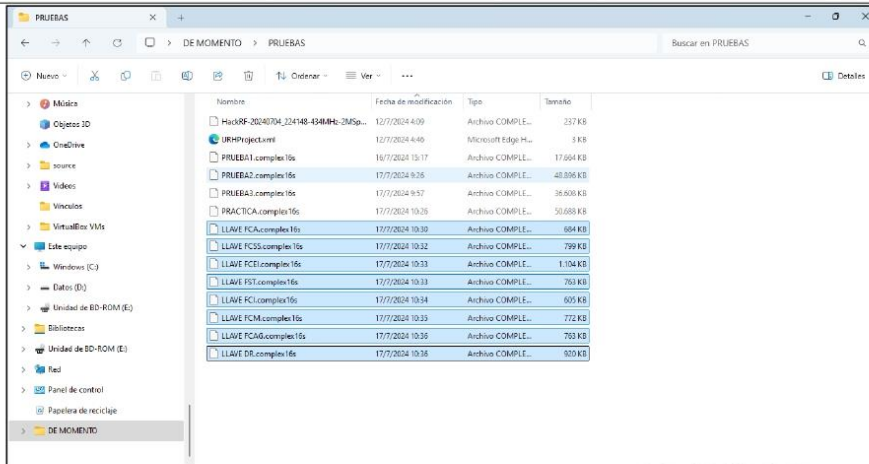 PRUEBAS
DE MOMENTO > PRUEBAS
Buscar en PRUEBAS
Nuevo
Ordenar
Ver
...
Detalles
Nombre Fecha de modificación Tipo Tamaño
Música
HackRF-20240704_224148-434MHz-2MSp... 12/7/2024 4:09 Archivo COMPLE... 237 KB
Objetos 3D
URHProject.xml 12/7/2024 4:46 Microsoft Edge H... 3 KB
OneDrive
PRUEBA1.complex16s 16/7/2024 15:17 Archivo COMPLE... 17.664 KB
source
PRUEBA2.complex16s 17/7/2024 9:26 Archivo COMPLE... 48.896 KB
Videos
PRUEBA3.complex16s 17/7/2024 9:57 Archivo COMPLE... 36.608 KB
Vínculos
PRACTICA.complex16s 17/7/2024 10:26 Archivo COMPLE... 50.688 KB
VirtualBox VMs
LLAVE FCA.complex16s 17/7/2024 10:30 Archivo COMPLE... 684 KB
Este equipo
LLAVE FCSS.complex16s 17/7/2024 10:32 Archivo COMPLE... 799 KB
Windows (C:)
LLAVE FCEI.complex16s 17/7/2024 10:33 Archivo COMPLE... 1.104 KB
Datos (D:)
LLAVE FST.complex16s 17/7/2024 10:33 Archivo COMPLE... 763 KB
Unidad de BD-ROM (E:)
LLAVE FCI.complex16s 17/7/2024 10:34 Archivo COMPLE... 605 KB
Bibliotecas
LLAVE FCM.complex16s 17/7/2024 10:35 Archivo COMPLE... 772 KB
Unidad de BD-ROM (E:)
LLAVE FCAG.complex16s 17/7/2024 10:36 Archivo COMPLE... 763 KB
Red
LLAVE DR.complex16s 17/7/2024 10:36 Archivo COMPLE... 920 KB
Panel de control
Papelera de reciclaje
DE MOMENTO